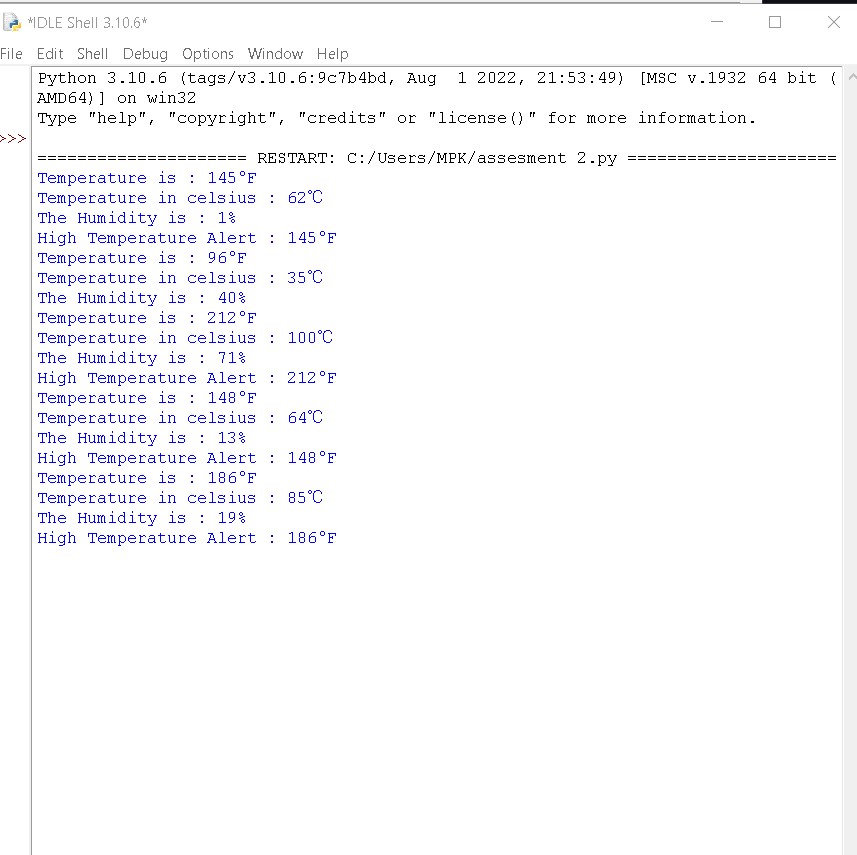 *IDLE Shell 3.10.6*
File Edit Shell Debug Options Window Help
Python 3.10.6 (tags/v3.10.6:9c7b4bd, Aug  1 2022, 21:53:49) [MSC v.1932 64 bit (
AMD64)] on win32
Type "help", "copyright", "credits" or "license()" for more information.
>>>
===================== RESTART: C:/Users/MPK/assesment 2.py =====================
Temperature is : 145°F
Temperature in celsius : 62℃
The Humidity is : 1%
High Temperature Alert : 145°F
Temperature is : 96°F
Temperature in celsius : 35℃
The Humidity is : 40%
Temperature is : 212°F
Temperature in celsius : 100℃
The Humidity is : 71%
High Temperature Alert : 212°F
Temperature is : 148°F
Temperature in celsius : 64℃
The Humidity is : 13%
High Temperature Alert : 148°F
Temperature is : 186°F
Temperature in celsius : 85℃
The Humidity is : 19%
High Temperature Alert : 186°F